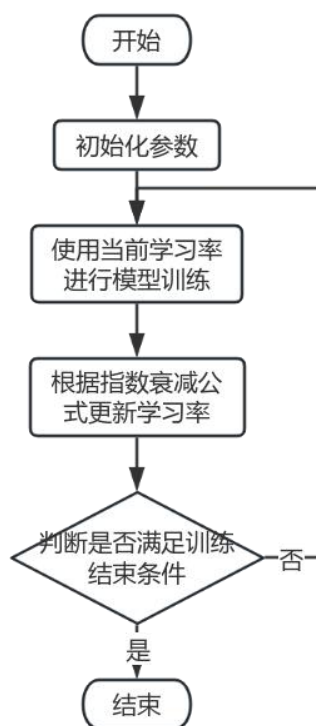 开始
初始化参数
使用当前学习率
进行模型训练
根据指数衰减公
式更新学习率
判断是否满足训练
结束条件
否
是
结束